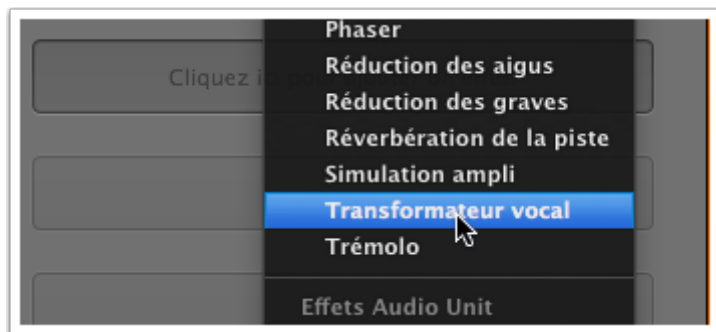 Phaser
Réduction des aigus
Cliquez i
Réduction des graves
Réverbération de la piste
Simulation ampli
Transformateur vocal
Trémolo
Effets Audio Unit